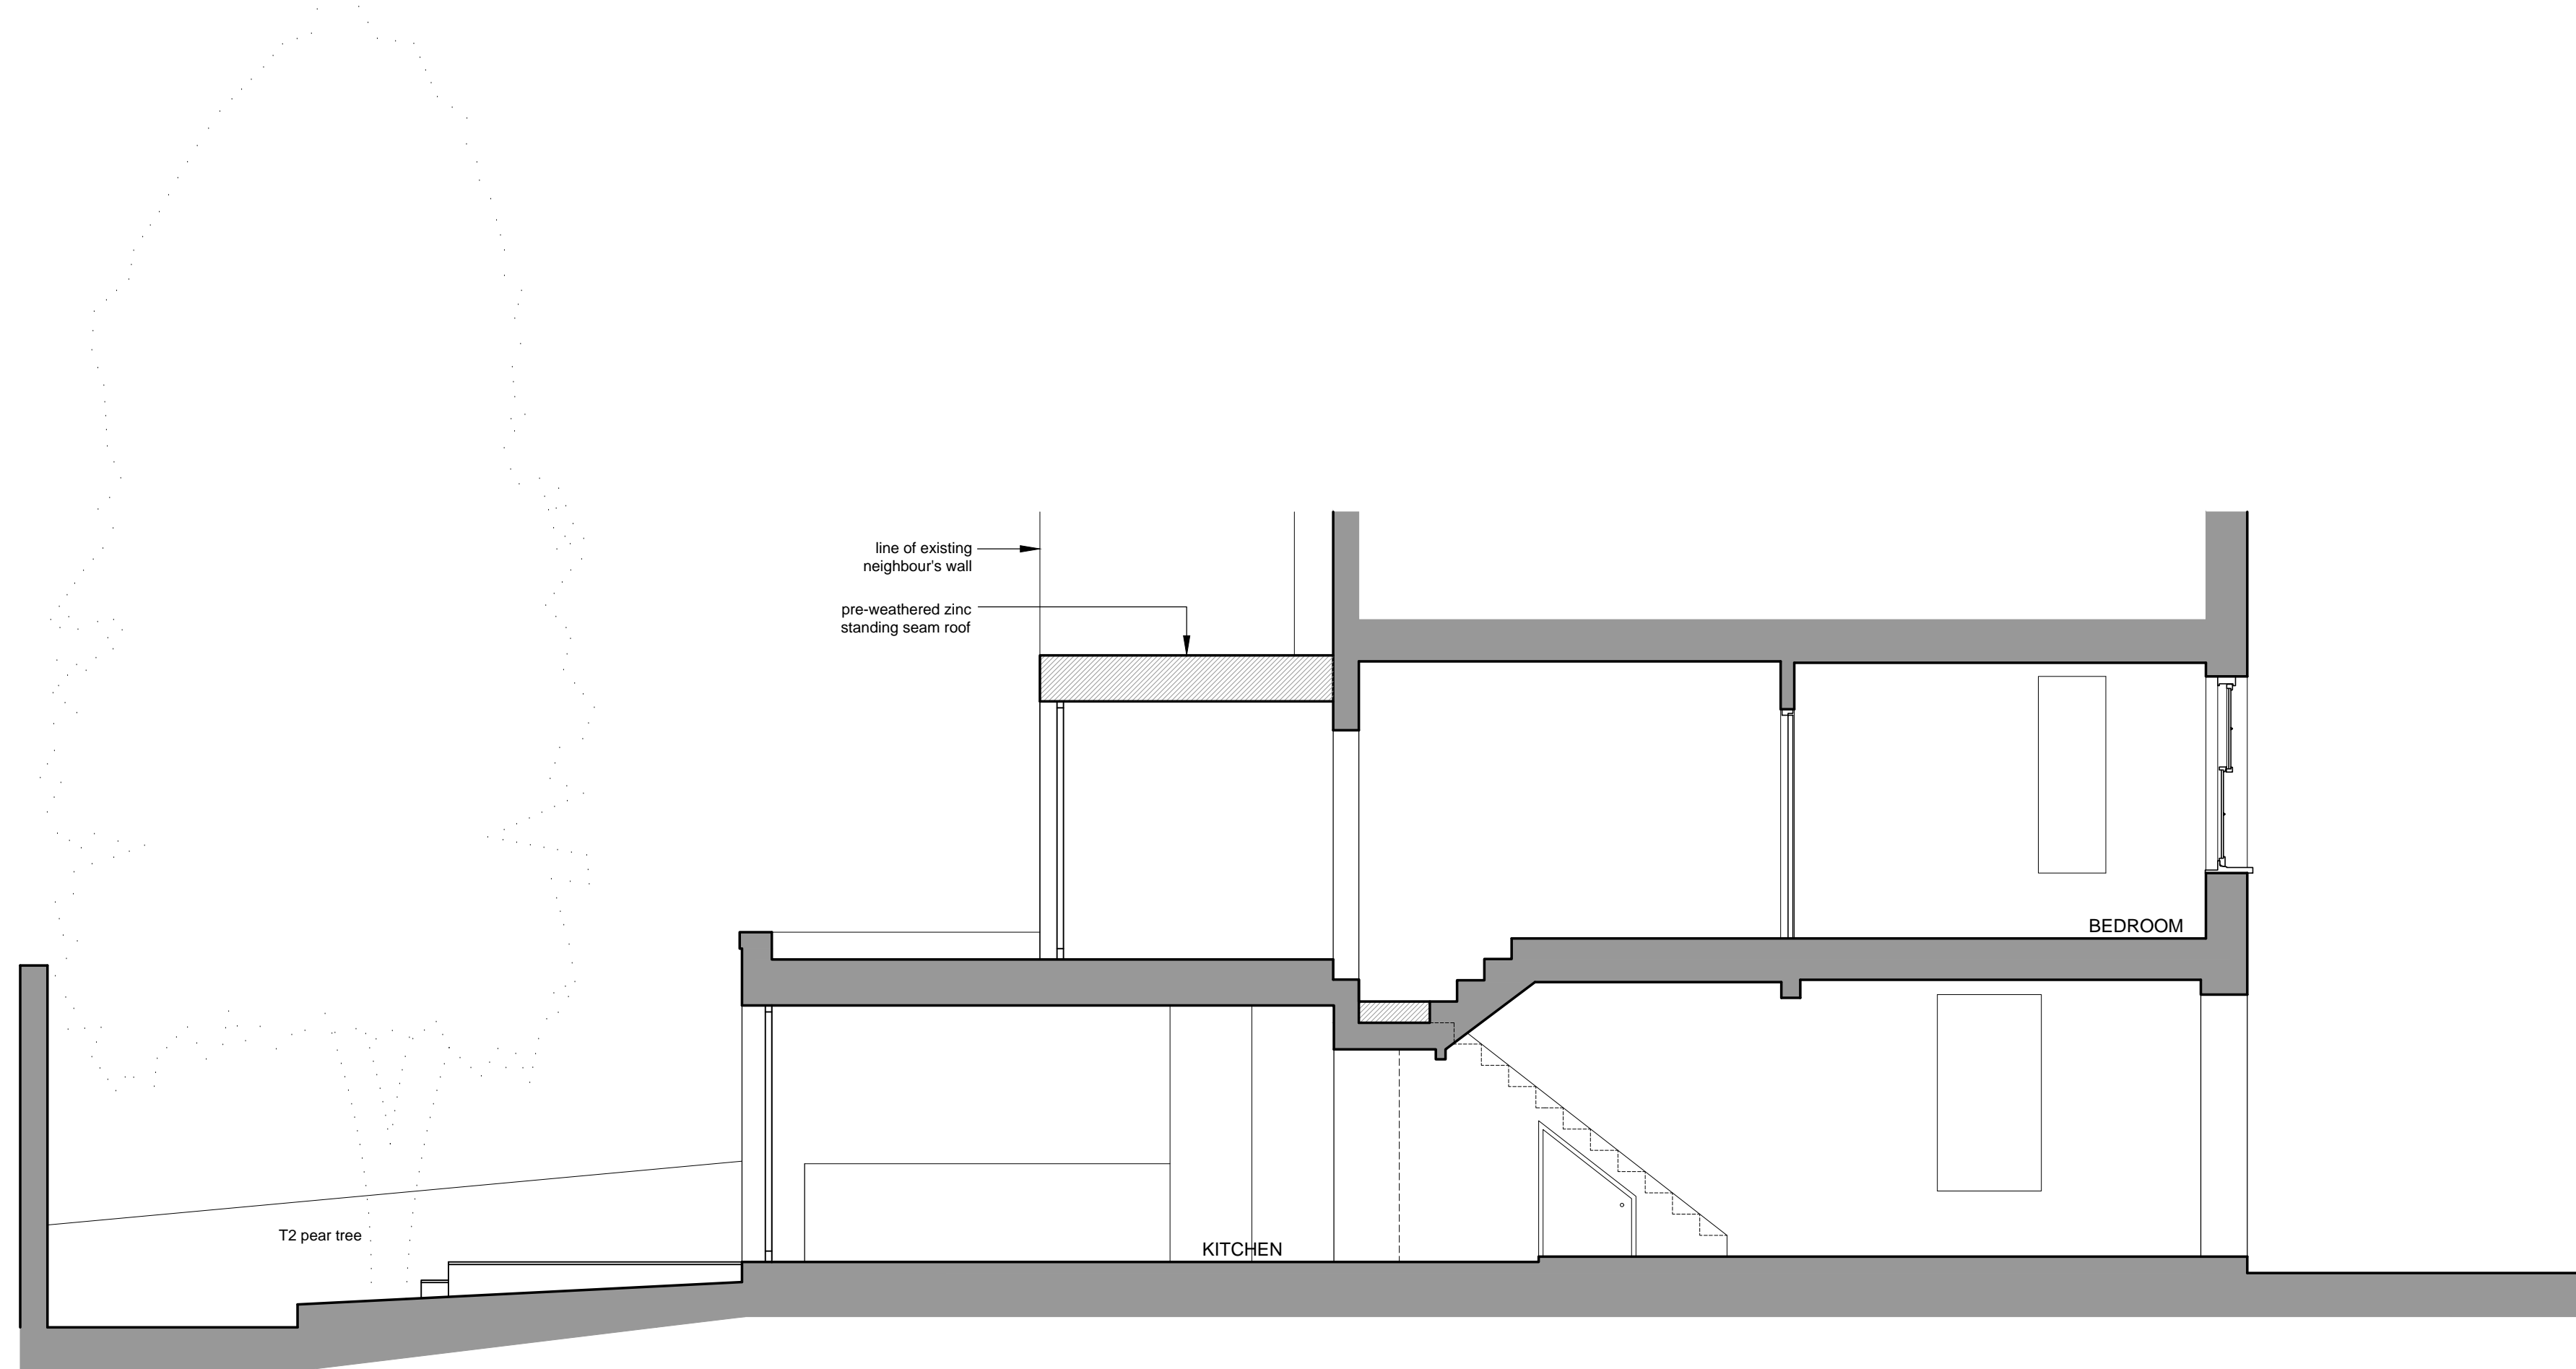 line of existing
neighbour's wall
pre-weathered zinc
standing seam roof
BEDROOM
T2 pear tree
KITCHEN